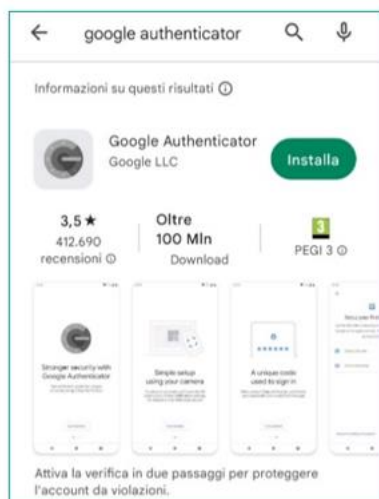 google authenticator
Informazioni su questi risultati
Google Authenticator
Google LLC
Installa
3,5 ★
412.690
recensioni
Oltre
100 Mln
Download
3
PEGI 3
Stronger security with
Google Authenticator
Simple setup
using your camera
A unique code
used to sign in
Attiva la verifica in due passaggi per proteggere
l'account da violazioni.